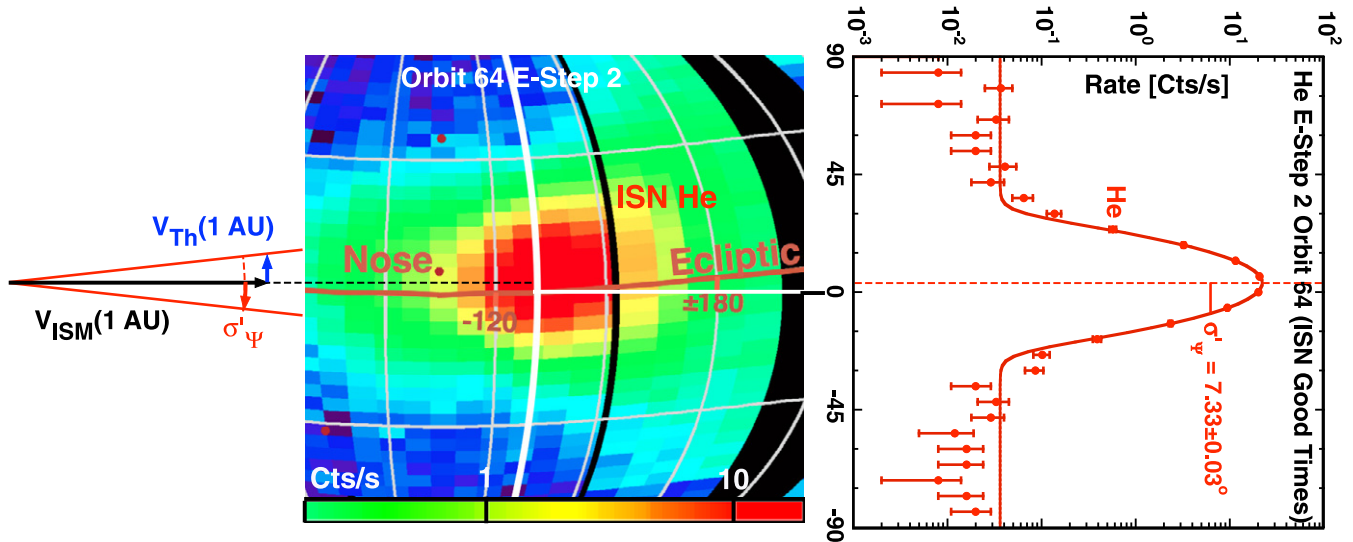 V_Th(1 AU)
V_ISM(1 AU)
σ'_Ψ
Orbit 64 E-Step 2
ISN He
Nose
Ecliptic
-120
±180
Cts/s
1
10
10^-3
10^-2
10^-1
10^0
10^1
10^2
Rate [Cts/s]
90
45
0
-45
-90
He
σ'_Ψ = 7.33±0.03°
He E-Step 2 Orbit 64 (ISN Good Times)